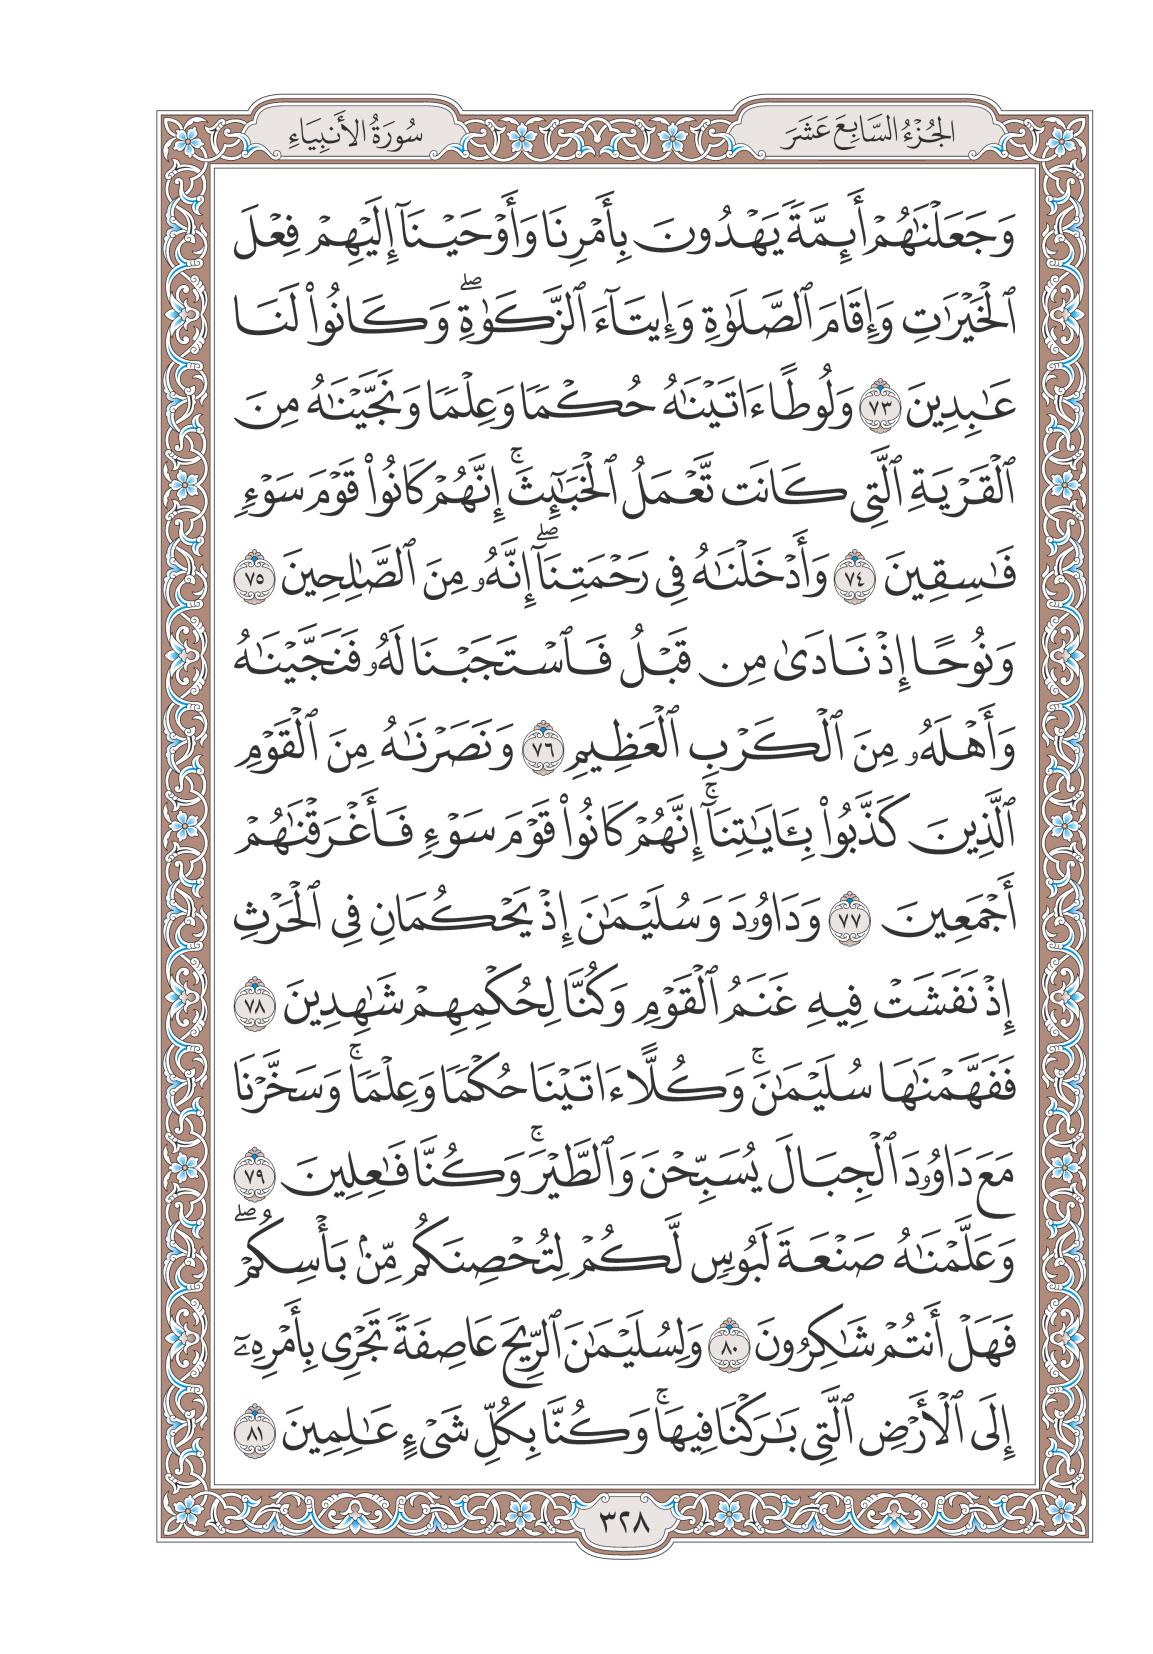 الجُزْءُ السَّابِعَ عَشَرَ
سُورَةُ الأَنبِيَاءِ
وَجَعَلْنَٰهُمْ أَئِمَّةً يَهْدُونَ بِأَمْرِنَا وَأَوْحَيْنَآ إِلَيْهِمْ فِعْلَ
ٱلْخَيْرَٰتِ وَإِقَامَ ٱلصَّلَوٰةِ وَإِيتَآءَ ٱلزَّكَوٰةِۖ وَكَانُوا۟ لَنَا
عَٰبِدِينَ ٧٣ وَلُوطًا ءَاتَيْنَٰهُ حُكْمًا وَعِلْمًا وَنَجَّيْنَٰهُ مِنَ
ٱلْقَرْيَةِ ٱلَّتِى كَانَت تَّعْمَلُ ٱلْخَبَٰٓئِثَۚ إِنَّهُمْ كَانُوا۟ قَوْمَ سَوْءٍ
فَٰسِقِينَ ٧٤ وَأَدْخَلْنَٰهُ فِى رَحْمَتِنَآۖ إِنَّهُۥ مِنَ ٱلصَّٰلِحِينَ ٧٥
وَنُوحًا إِذْ نَادَىٰ مِن قَبْلُ فَٱسْتَجَبْنَا لَهُۥ فَنَجَّيْنَٰهُ
وَأَهْلَهُۥ مِنَ ٱلْكَرْبِ ٱلْعَظِيمِ ٧٦ وَنَصَرْنَٰهُ مِنَ ٱلْقَوْمِ
ٱلَّذِينَ كَذَّبُوا۟ بِـَٔايَٰتِنَآۚ إِنَّهُمْ كَانُوا۟ قَوْمَ سَوْءٍ فَأَغْرَقْنَٰهُمْ
أَجْمَعِينَ ٧٧ وَدَاوُۥدَ وَسُلَيْمَٰنَ إِذْ يَحْكُمَانِ فِى ٱلْحَرْثِ
إِذْ نَفَشَتْ فِيهِ غَنَمُ ٱلْقَوْمِ وَكُنَّا لِحُكْمِهِمْ شَٰهِدِينَ ٧٨
فَفَهَّمْنَٰهَا سُلَيْمَٰنَۚ وَكُلًّا ءَاتَيْنَا حُكْمًا وَعِلْمًاۚ وَسَخَّرْنَا
مَعَ دَاوُۥدَ ٱلْجِبَالَ يُسَبِّحْنَ وَٱلطَّيْرَۚ وَكُنَّا فَٰعِلِينَ ٧٩
وَعَلَّمْنَٰهُ صَنْعَةَ لَبُوسٍ لَّكُمْ لِتُحْصِنَكُم مِّنۢ بَأْسِكُمْۖ
فَهَلْ أَنتُمْ شَٰكِرُونَ ٨٠ وَلِسُلَيْمَٰنَ ٱلرِّيحَ عَاصِفَةً تَجْرِى بِأَمْرِهِۦٓ
إِلَى ٱلْأَرْضِ ٱلَّتِى بَٰرَكْنَا فِيهَاۚ وَكُنَّا بِكُلِّ شَىْءٍ عَٰلِمِينَ ٨١
٣٢٨